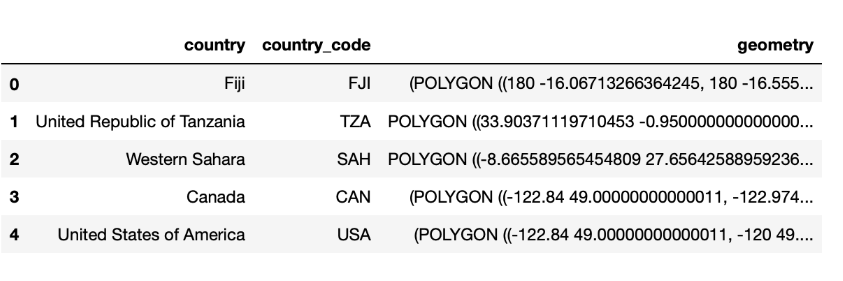 country country_code geometry
0 Fiji FJI (POLYGON ((180 -16.06713266364245, 180 -16.555...
1 United Republic of Tanzania TZA POLYGON ((33.90371119710453 -0.950000000000000...
2 Western Sahara SAH POLYGON ((-8.665589565454809 27.65642588959236...
3 Canada CAN (POLYGON ((-122.84 49.00000000000011, -122.974...
4 United States of America USA (POLYGON ((-122.84 49.00000000000011, -120 49....